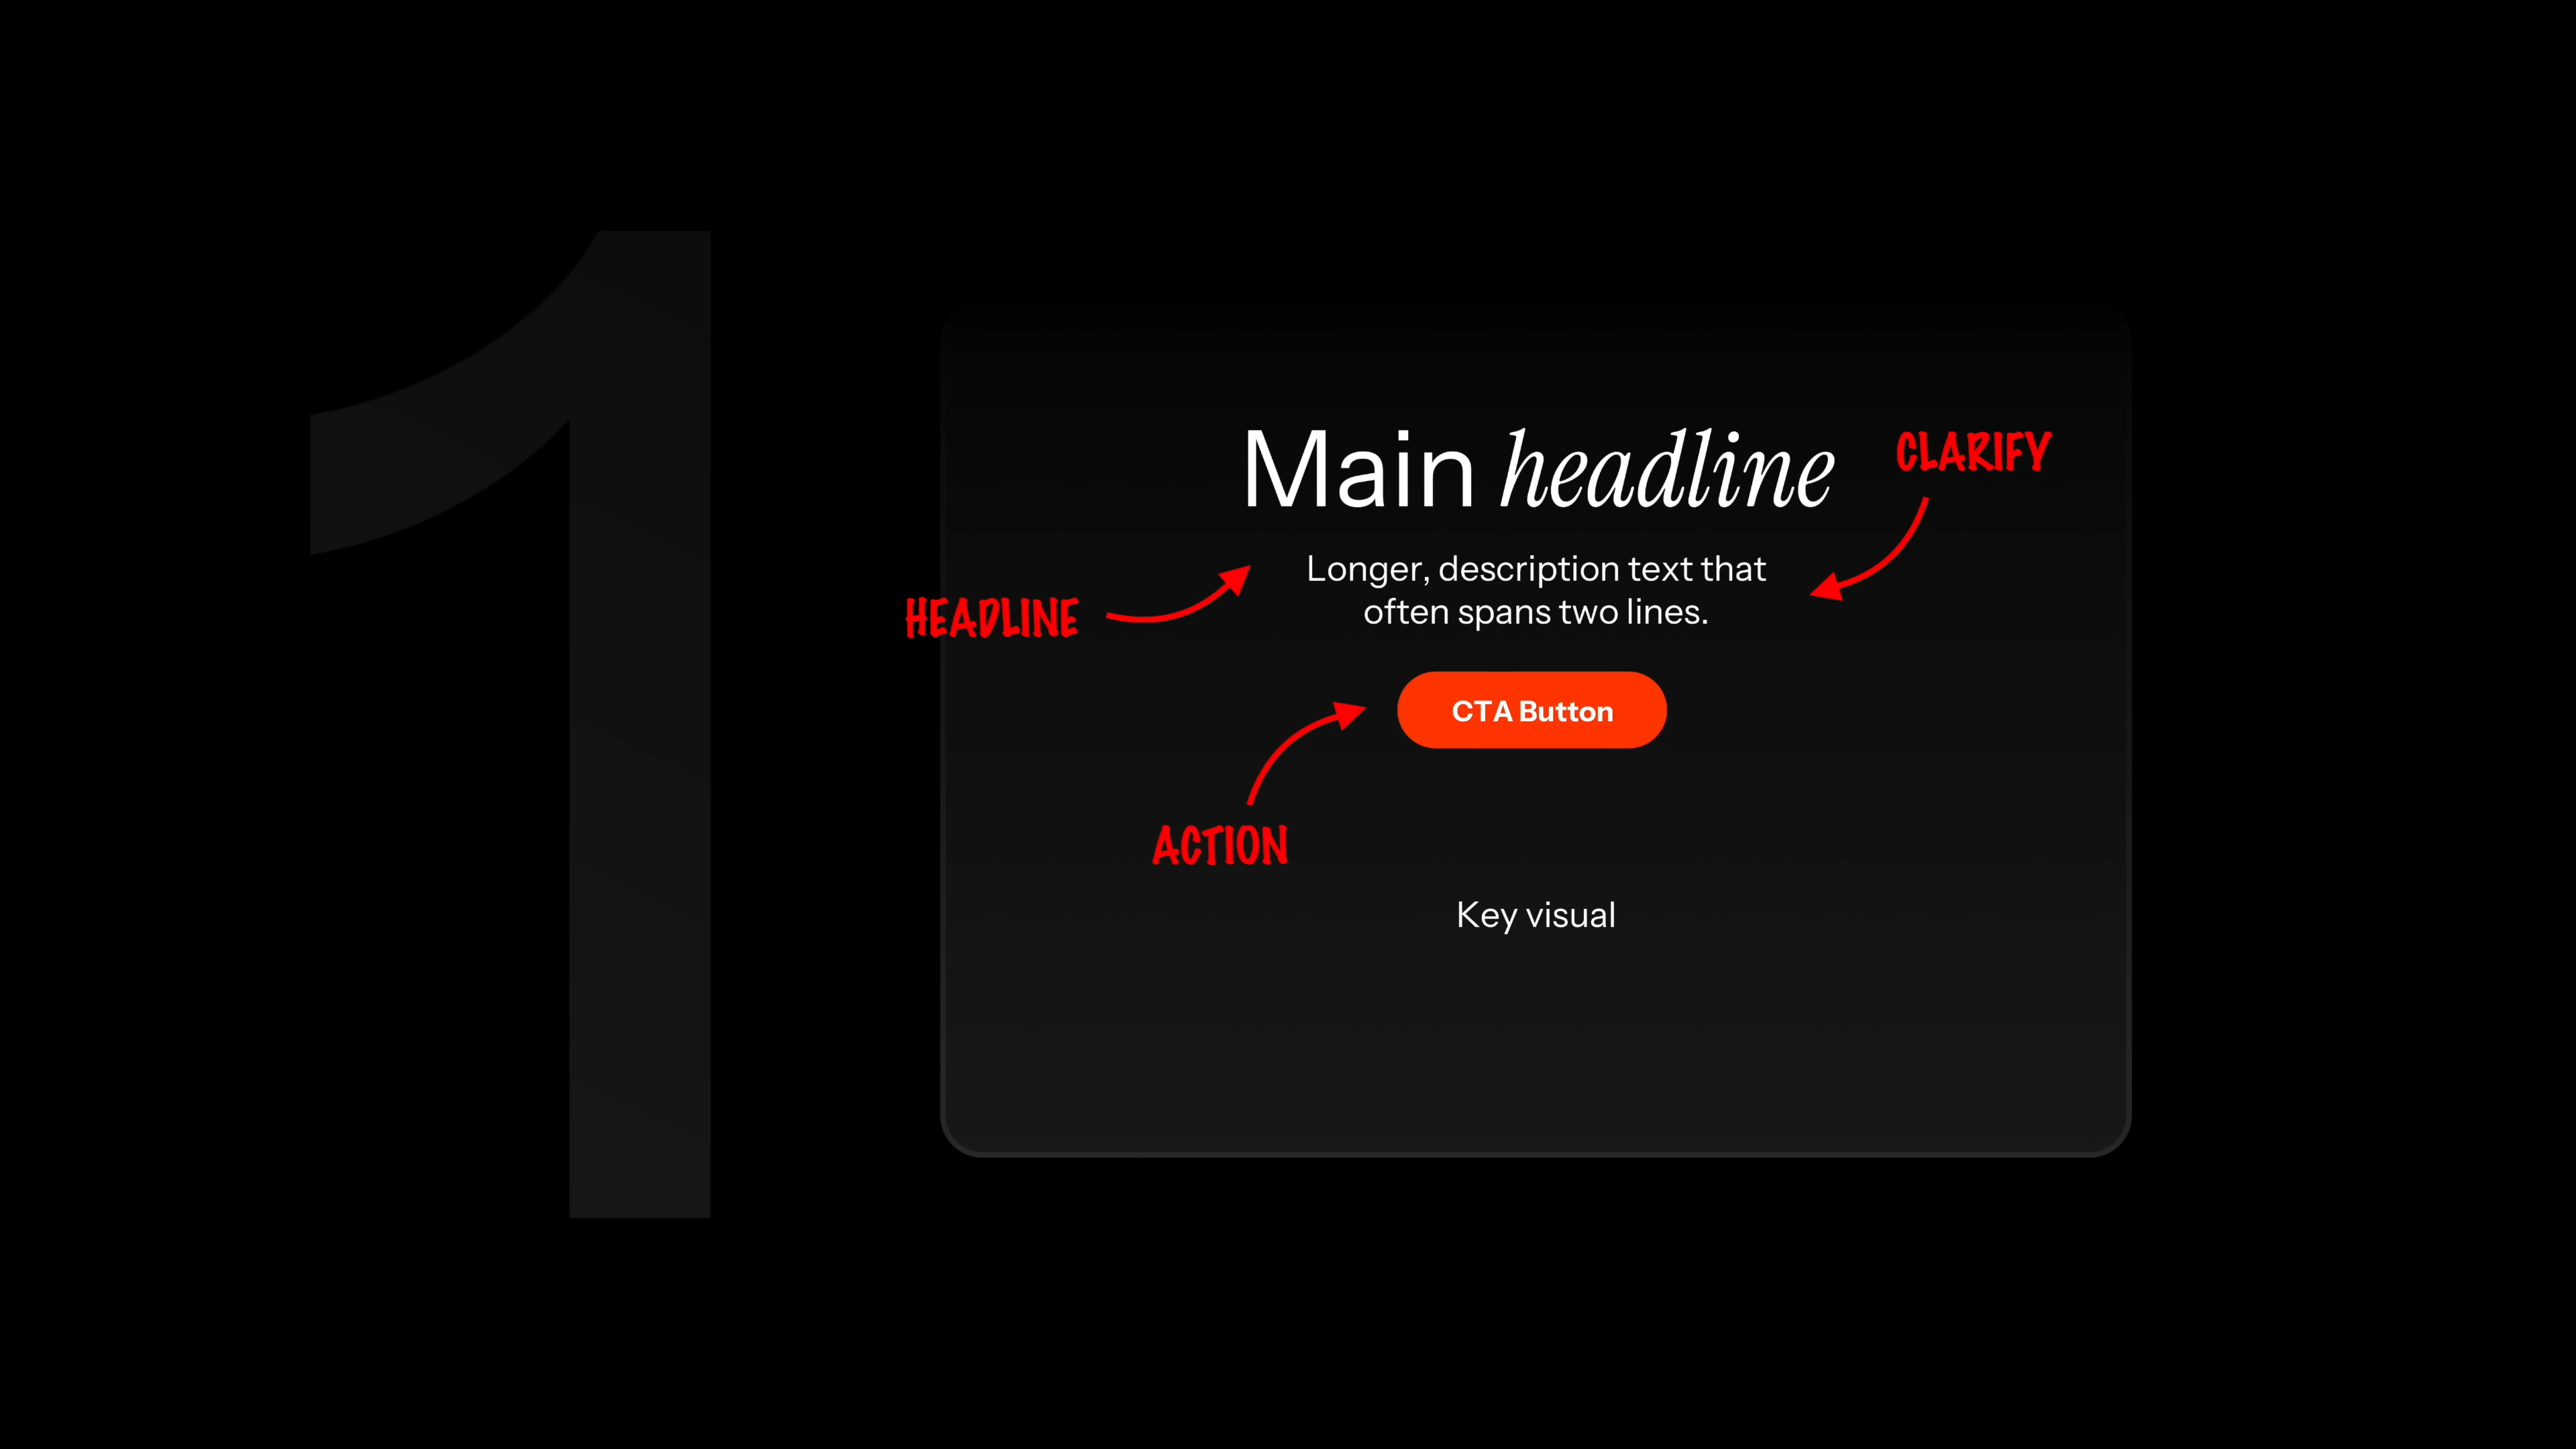 1
Main headline
CLARIFY
Longer, description text that
often spans two lines.
HEADLINE
CTA Button
ACTION
Key visual